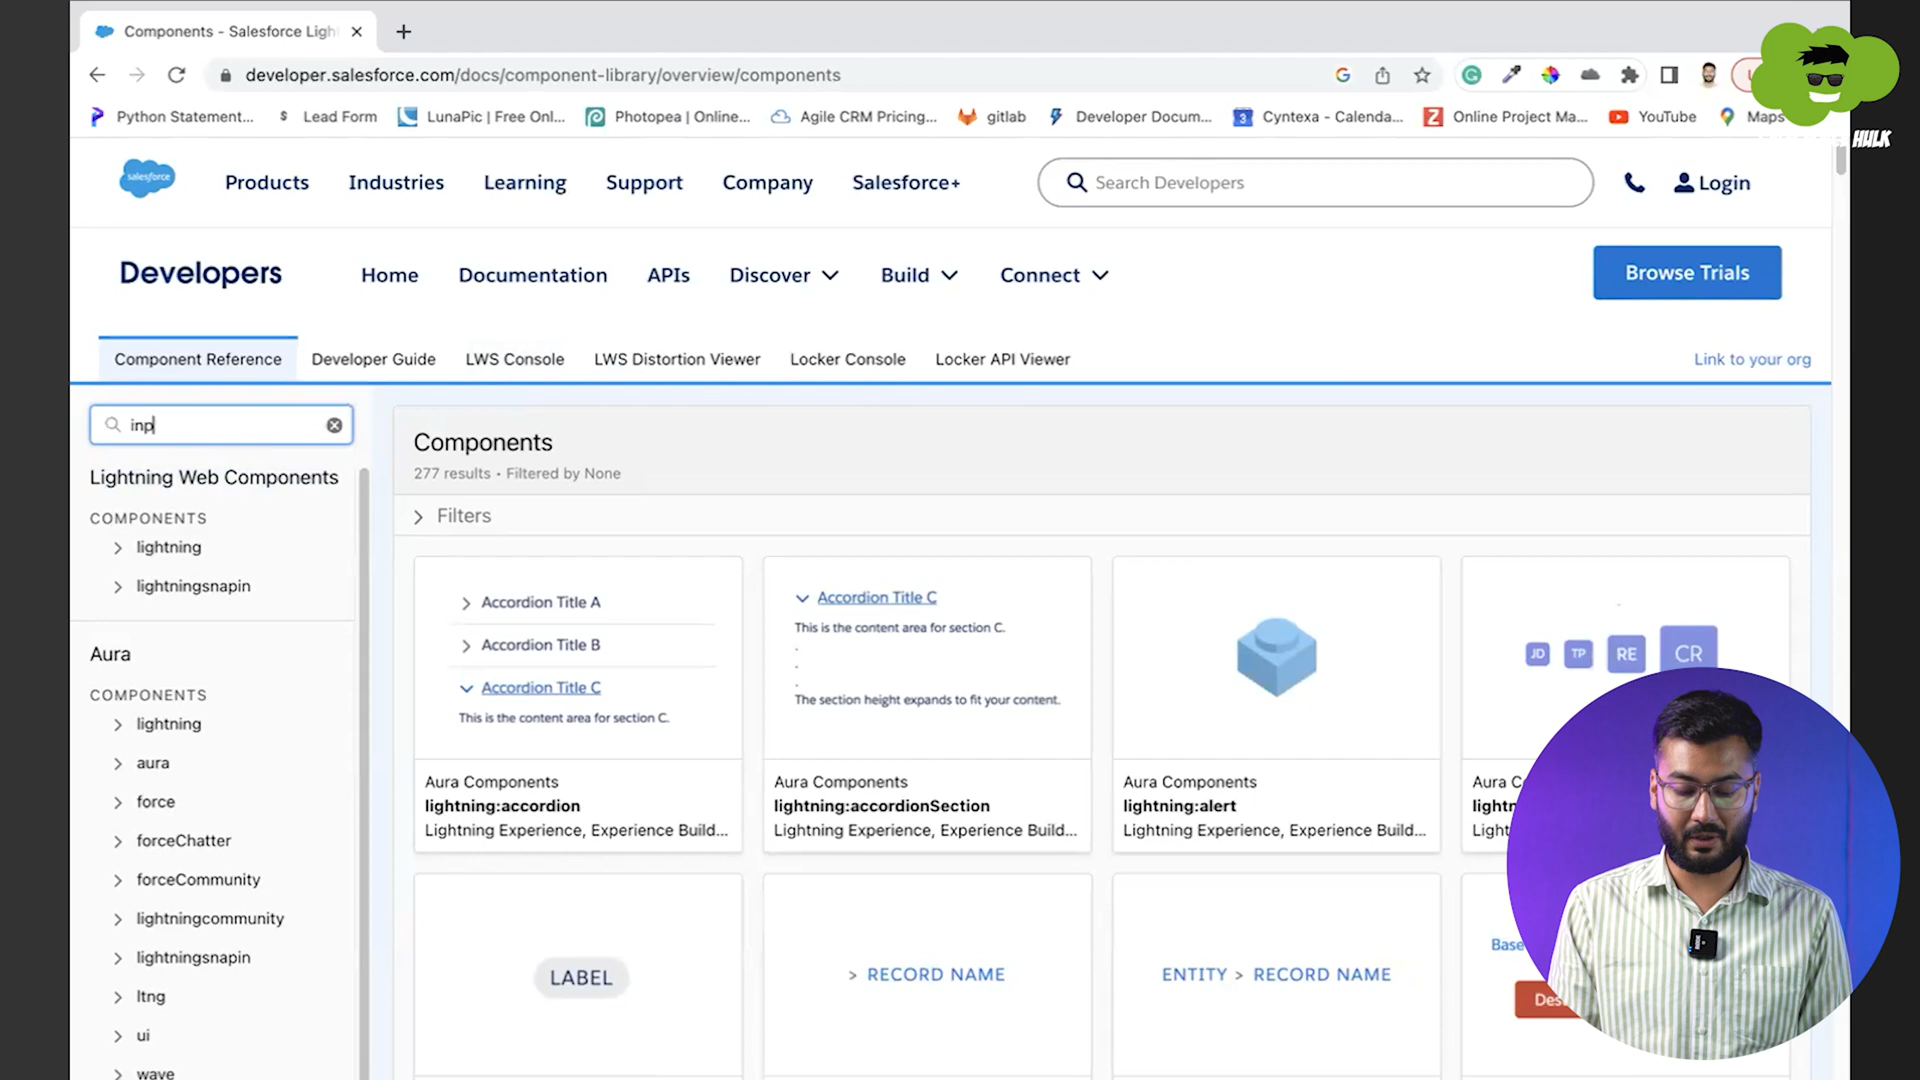 Components - Salesforce Ligh
developer.salesforce.com/docs/component-library/overview/components
Python Statement... Lead Form LunaPic | Free Onl... Photopea | Online... Agile CRM Pricing... gitlab Developer Docum... Cyntexa - Calenda... Online Project Ma... YouTube Maps
HULK
salesforce Products Industries Learning Support Company Salesforce+ Search Developers Login
Developers Home Documentation APIs Discover Build Connect Browse Trials
Component Reference Developer Guide LWS Console LWS Distortion Viewer Locker Console Locker API Viewer Link to your org
inp
Lightning Web Components
COMPONENTS
lightning
lightningsnapin
Aura
COMPONENTS
lightning
aura
force
forceChatter
forceCommunity
lightningcommunity
lightningsnapin
ltng
ui
wave
Components
277 results • Filtered by None
Filters
Accordion Title A
Accordion Title B
Accordion Title C
This is the content area for section C.
Aura Components
lightning:accordion
Lightning Experience, Experience Build...
Accordion Title C
This is the content area for section C.
.
.
.
The section height expands to fit your content.
Aura Components
lightning:accordionSection
Lightning Experience, Experience Build...
Aura Components
lightning:alert
Lightning Experience, Experience Build...
JD TP RE CR
Aura C
lightn
Light
LABEL
> RECORD NAME
ENTITY > RECORD NAME
Base
Des